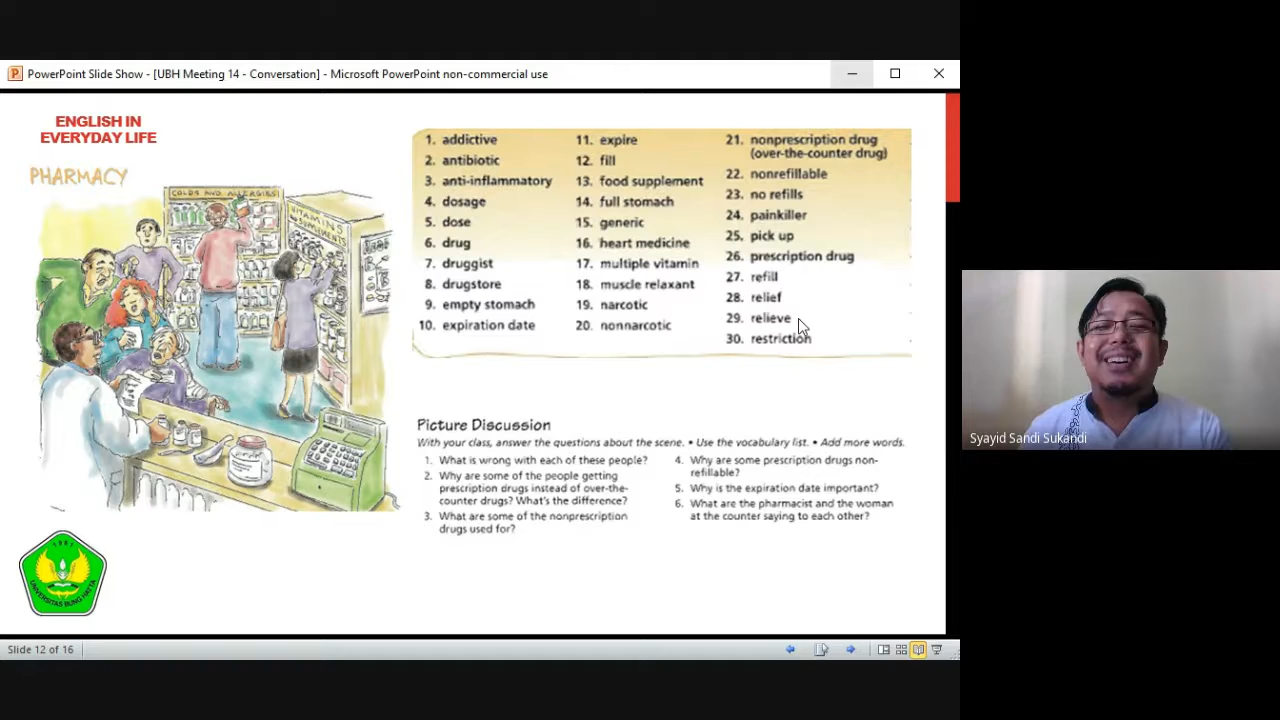 PowerPoint Slide Show - [UBH Meeting 14 - Conversation] - Microsoft PowerPoint non-commercial use
ENGLISH IN
EVERYDAY LIFE
PHARMACY
COLDS AND ALLERGIES
VITAMINS
1. addictive
2. antibiotic
3. anti-inflammatory
4. dosage
5. dose
6. drug
7. druggist
8. drugstore
9. empty stomach
10. expiration date
11. expire
12. fill
13. food supplement
14. full stomach
15. generic
16. heart medicine
17. multiple vitamin
18. muscle relaxant
19. narcotic
20. nonnarcotic
21. nonprescription drug
(over-the-counter drug)
22. nonrefillable
23. no refills
24. painkiller
25. pick up
26. prescription drug
27. refill
28. relief
29. relieve
30. restriction
Picture Discussion
With your class, answer the questions about the scene. • Use the vocabulary list. • Add more words.
1. What is wrong with each of these people?
2. Why are some of the people getting
prescription drugs instead of over-the-
counter drugs? What's the difference?
3. What are some of the nonprescription
drugs used for?
4. Why are some prescription drugs non-
refillable?
5. Why is the expiration date important?
6. What are the pharmacist and the woman
at the counter saying to each other?
1981
UNIVERSITAS BUNG HATTA
Slide 12 of 16
Syayid Sandi Sukandi